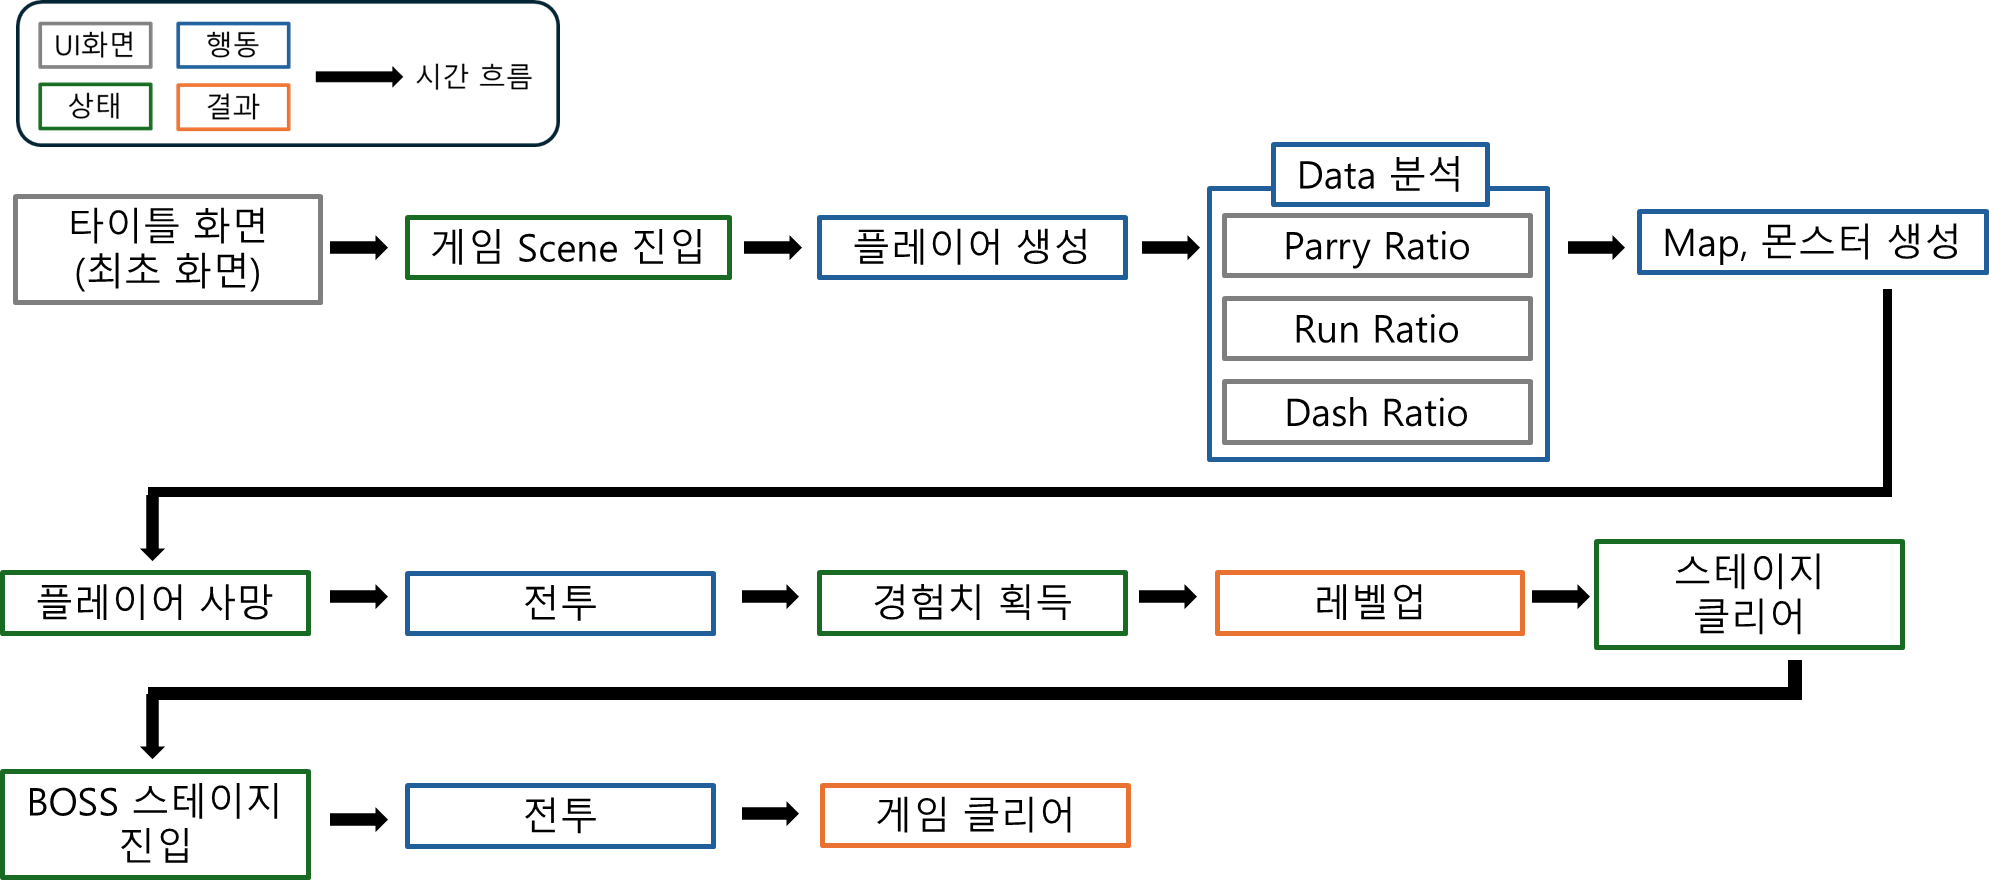 UI화면
행동
상태
결과
시간 흐름
타이틀 화면
(최초 화면)
게임 Scene 진입
플레이어 생성
Data 분석
Parry Ratio
Run Ratio
Dash Ratio
Map, 몬스터 생성
플레이어 사망
전투
경험치 획득
레벨업
스테이지
클리어
BOSS 스테이지
진입
전투
게임 클리어